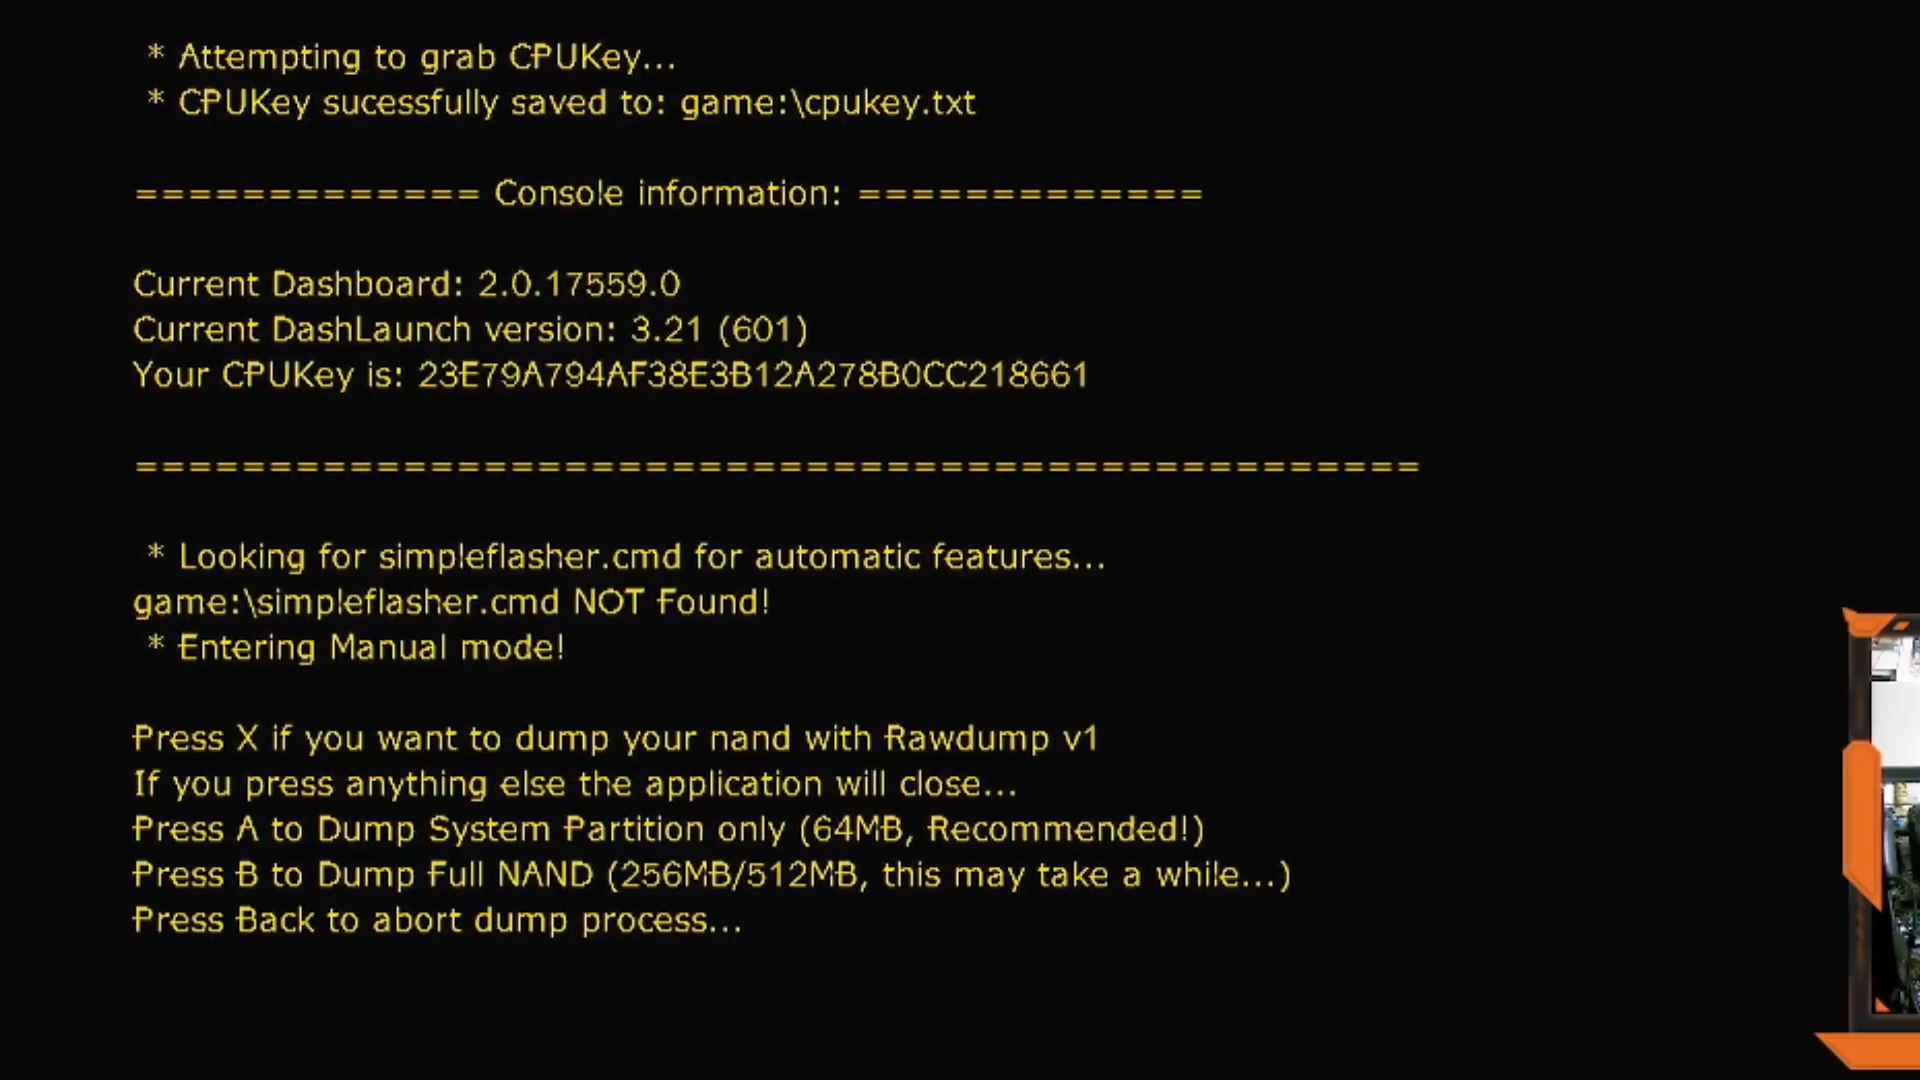 * Attempting to grab CPUKey...
* CPUKey sucessfully saved to: game:\cpukey.txt
============= Console information: =============
Current Dashboard: 2.0.17559.0
Current DashLaunch version: 3.21 (601)
Your CPUKey is: 23E79A794AF38E3B12A278B0CC218661
================================================
* Looking for simpleflasher.cmd for automatic features...
game:\simpleflasher.cmd NOT Found!
* Entering Manual mode!
Press X if you want to dump your nand with Rawdump v1
If you press anything else the application will close...
Press A to Dump System Partition only (64MB, Recommended!)
Press B to Dump Full NAND (256MB/512MB, this may take a while...)
Press Back to abort dump process...